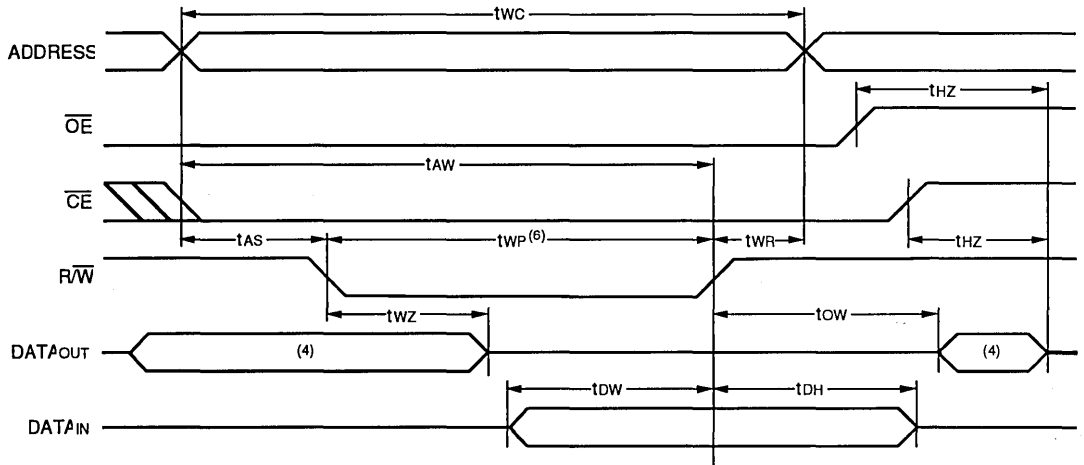 tWC
ADDRESS
tHZ
OE
tAW
CE
tAS tWP(6) tWR tHZ
R/W
tWZ tOW
DATAOUT (4) (4)
tDW tDH
DATAIN